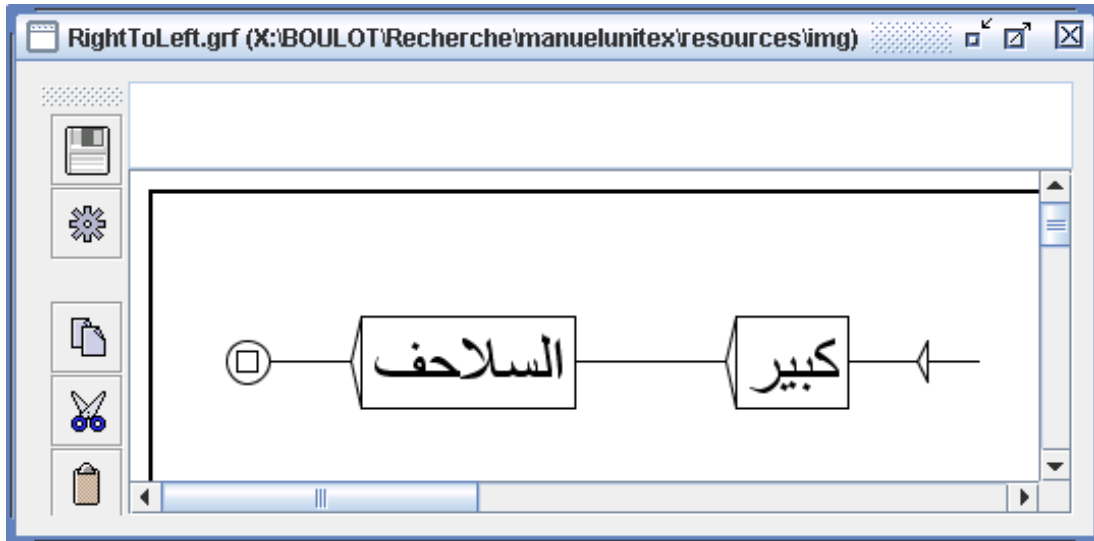 RightToLeft.grf (X:\BOULOT\Recherche\manuelunitex\resources\img)
كبير السلاحف